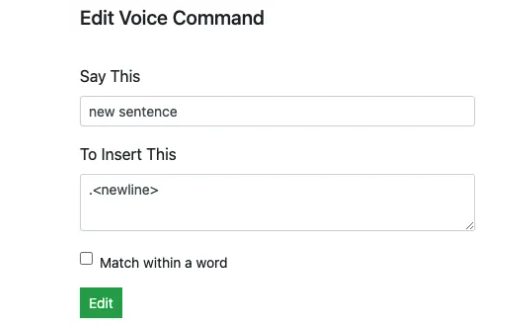 Edit Voice Command
Say This
new sentence
To Insert This
.<newline>
Match within a word
Edit